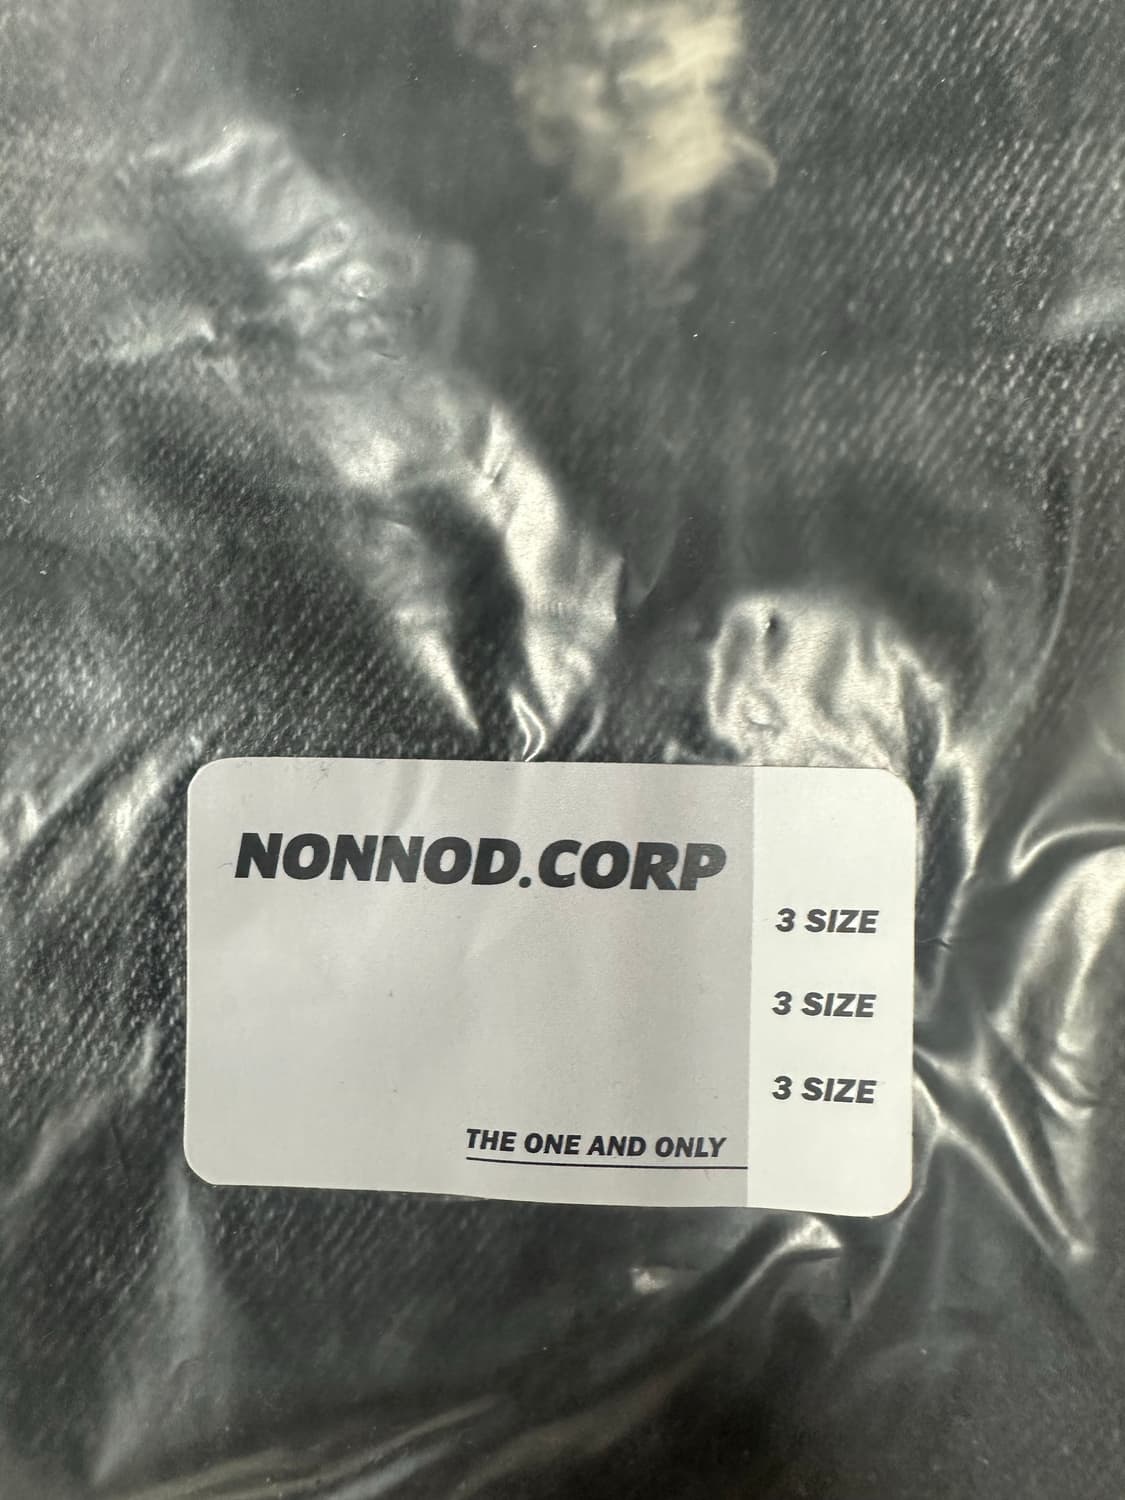 NONNOD.CORP
3 SIZE
3 SIZE
3 SIZE
THE ONE AND ONLY